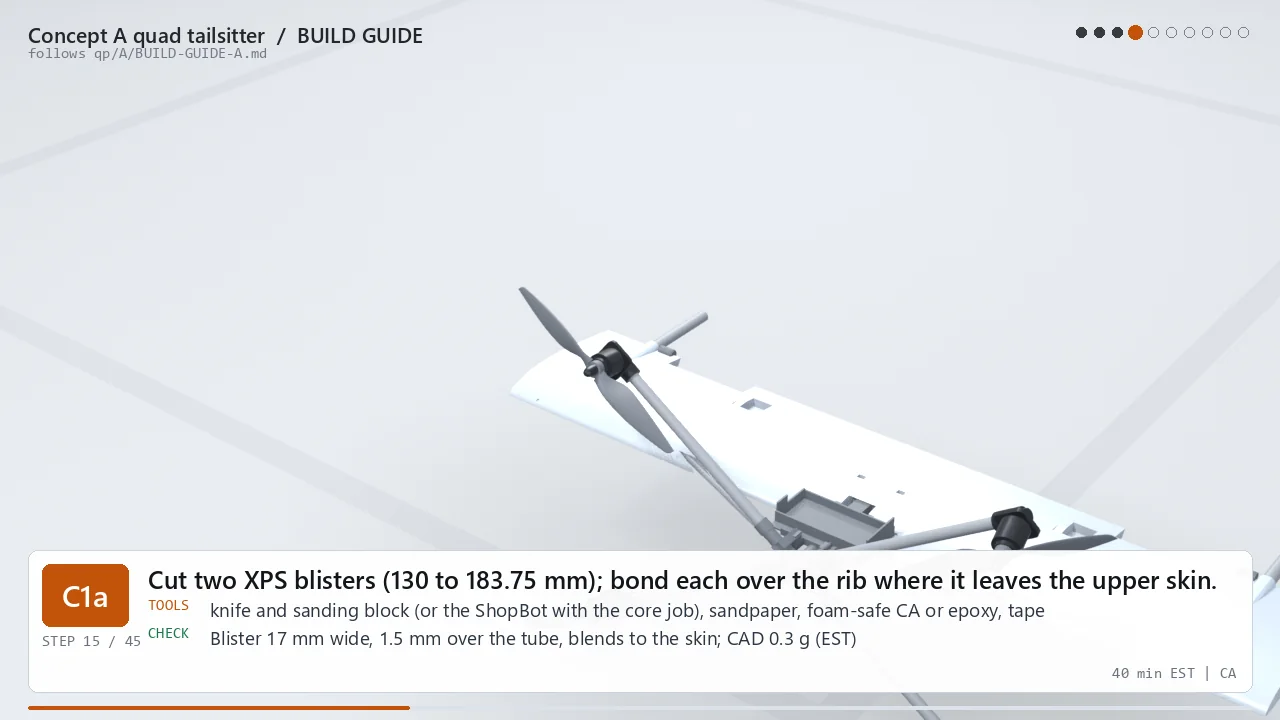 Concept A quad tailsitter / BUILD GUIDE
follows qp/A/BUILD-GUIDE-A.md
C1a
Cut two XPS blisters (130 to 183.75 mm); bond each over the rib where it leaves the upper skin.
TOOLS knife and sanding block (or the ShopBot with the core job), sandpaper, foam-safe CA or epoxy, tape
STEP 15 / 45
CHECK Blister 17 mm wide, 1.5 mm over the tube, blends to the skin; CAD 0.3 g (EST)
40 min EST | CA